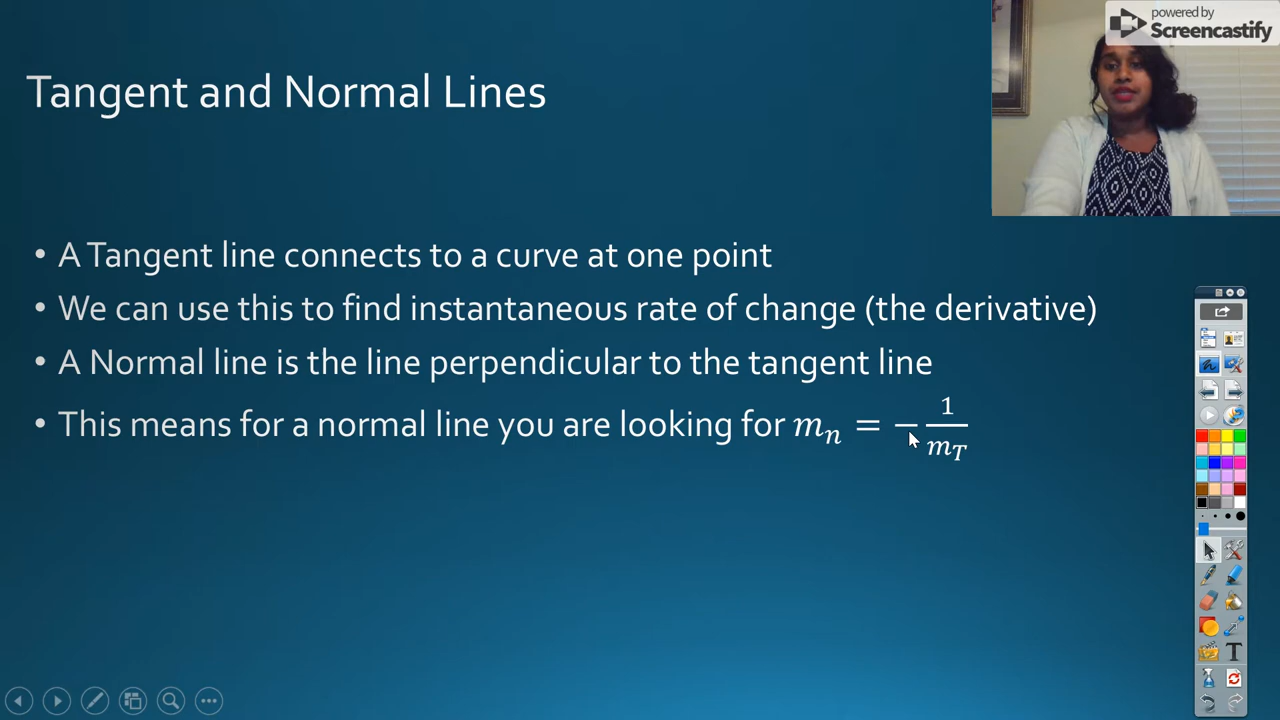 powered by
Screencastify
Tangent and Normal Lines
• A Tangent line connects to a curve at one point
• We can use this to find instantaneous rate of change (the derivative)
• A Normal line is the line perpendicular to the tangent line
• This means for a normal line you are looking for mₙ = −1/m_T
T